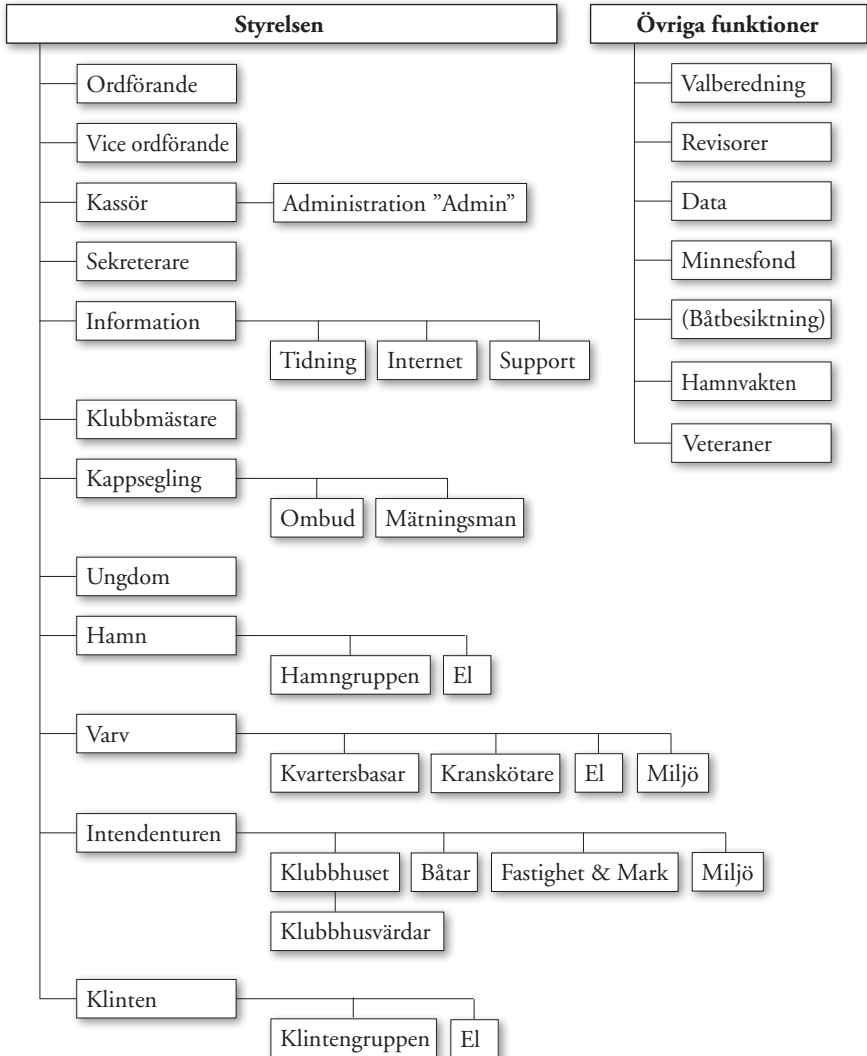 Styrelsen
Ordförande
Vice ordförande
Kassör
Administration ”Admin”
Sekreterare
Information
Tidning
Internet
Support
Klubbmästare
Kappsegling
Ombud
Mätningsman
Ungdom
Hamn
Hamngruppen
El
Varv
Kvartersbasar
Kranskötare
El
Miljö
Intendenturen
Klubbhuset
Båtar
Fastighet & Mark
Miljö
Klubbhusvärdar
Klinten
Klintengruppen
El
Övriga funktioner
Valberedning
Revisorer
Data
Minnesfond
(Båtbesiktning)
Hamnvakten
Veteraner